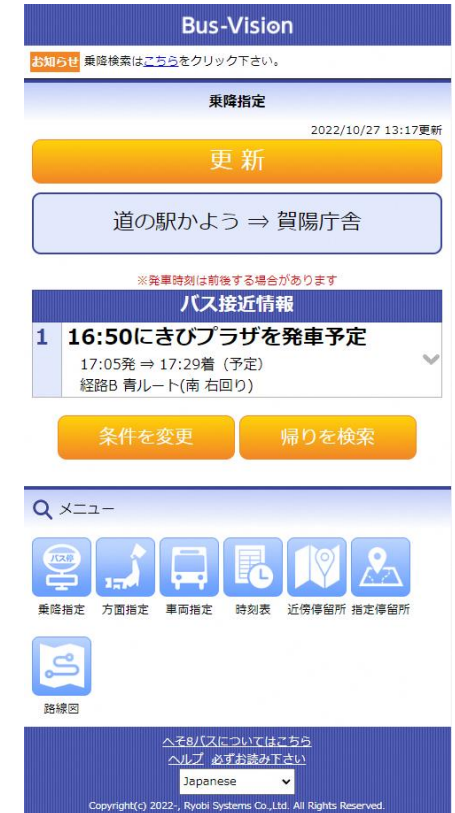 Bus-Vision
お知らせ 乗降検索はこちらをクリック下さい。
乗降指定
2022/10/27 13:17更新
更 新
道の駅かよう ⇒ 賀陽庁舎
※発車時刻は前後する場合があります
バス接近情報
1 16:50にきびプラザを発車予定
17:05発 ⇒ 17:29着 (予定)
経路B 青ルート(南 右回り)
条件を変更 帰りを検索
メニュー
バス停
乗降指定 方面指定 車両指定 時刻表 近傍停留所 指定停留所
路線図
へそ8バスについてはこちら
ヘルプ 必ずお読み下さい
Japanese
Copyright(c) 2022-, Ryobi Systems Co.,Ltd. All Rights Reserved.